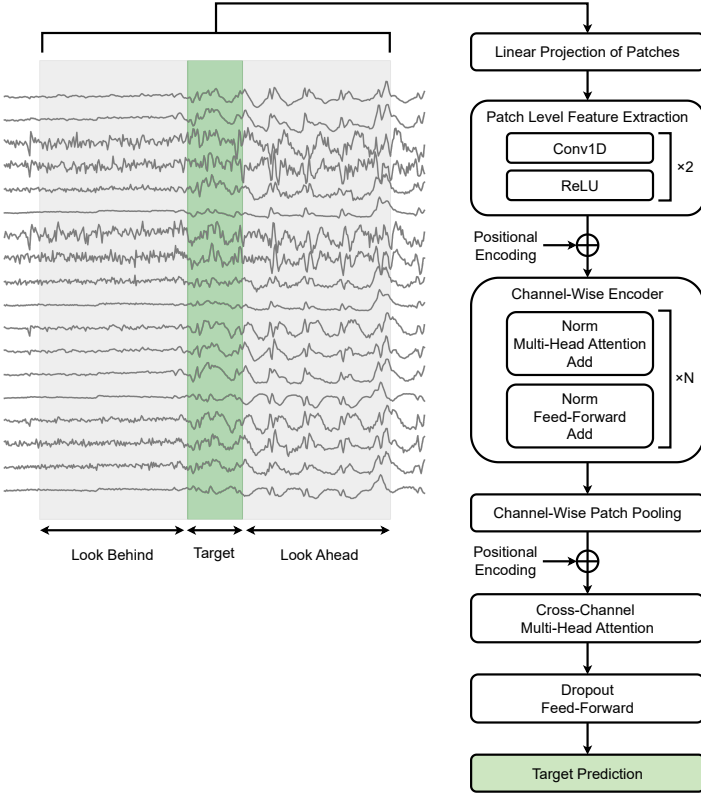 Linear Projection of Patches
Patch Level Feature Extraction
Conv1D
ReLU
×2
Positional
Encoding
Channel-Wise Encoder
Norm
Multi-Head Attention
Add
Norm
Feed-Forward
Add
×N
Channel-Wise Patch Pooling
Positional
Encoding
Cross-Channel
Multi-Head Attention
Dropout
Feed-Forward
Target Prediction
Look Behind
Target
Look Ahead